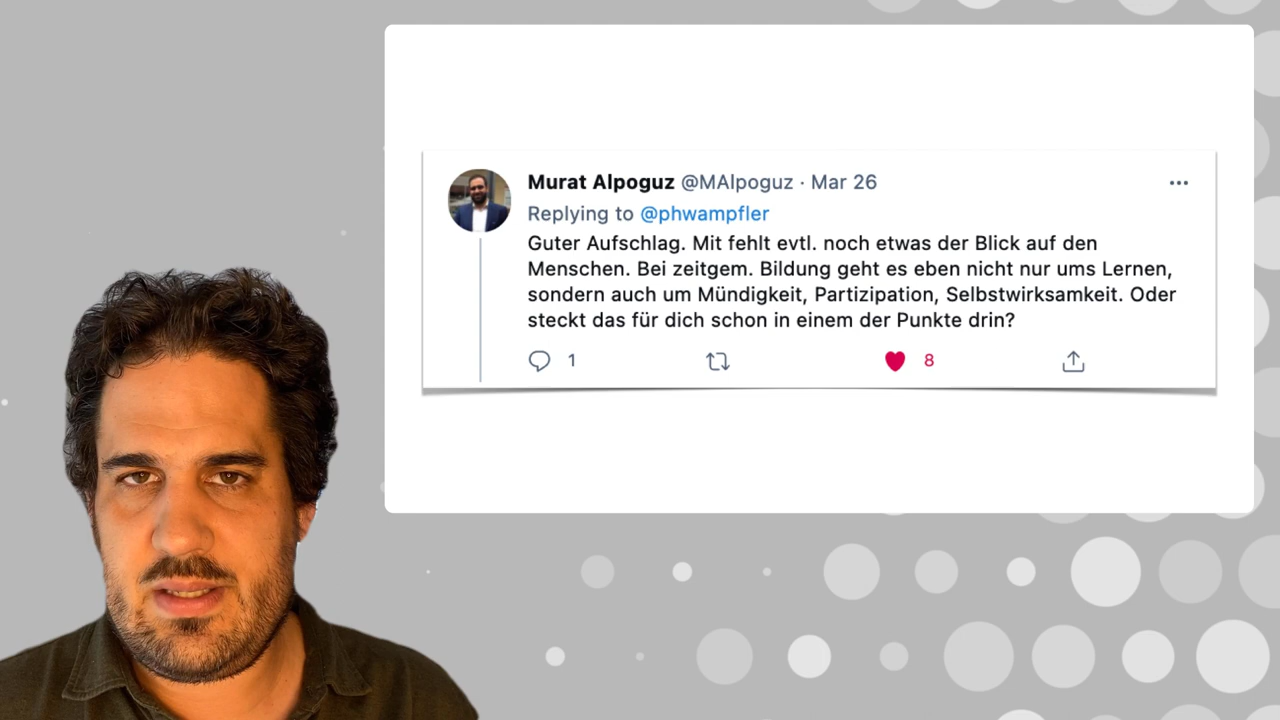 Murat Alpoguz @MAlpoguz · Mar 26
Replying to @phwampfler
Guter Aufschlag. Mit fehlt evtl. noch etwas der Blick auf den
Menschen. Bei zeitgem. Bildung geht es eben nicht nur ums Lernen,
sondern auch um Mündigkeit, Partizipation, Selbstwirksamkeit. Oder
steckt das für dich schon in einem der Punkte drin?
1 8